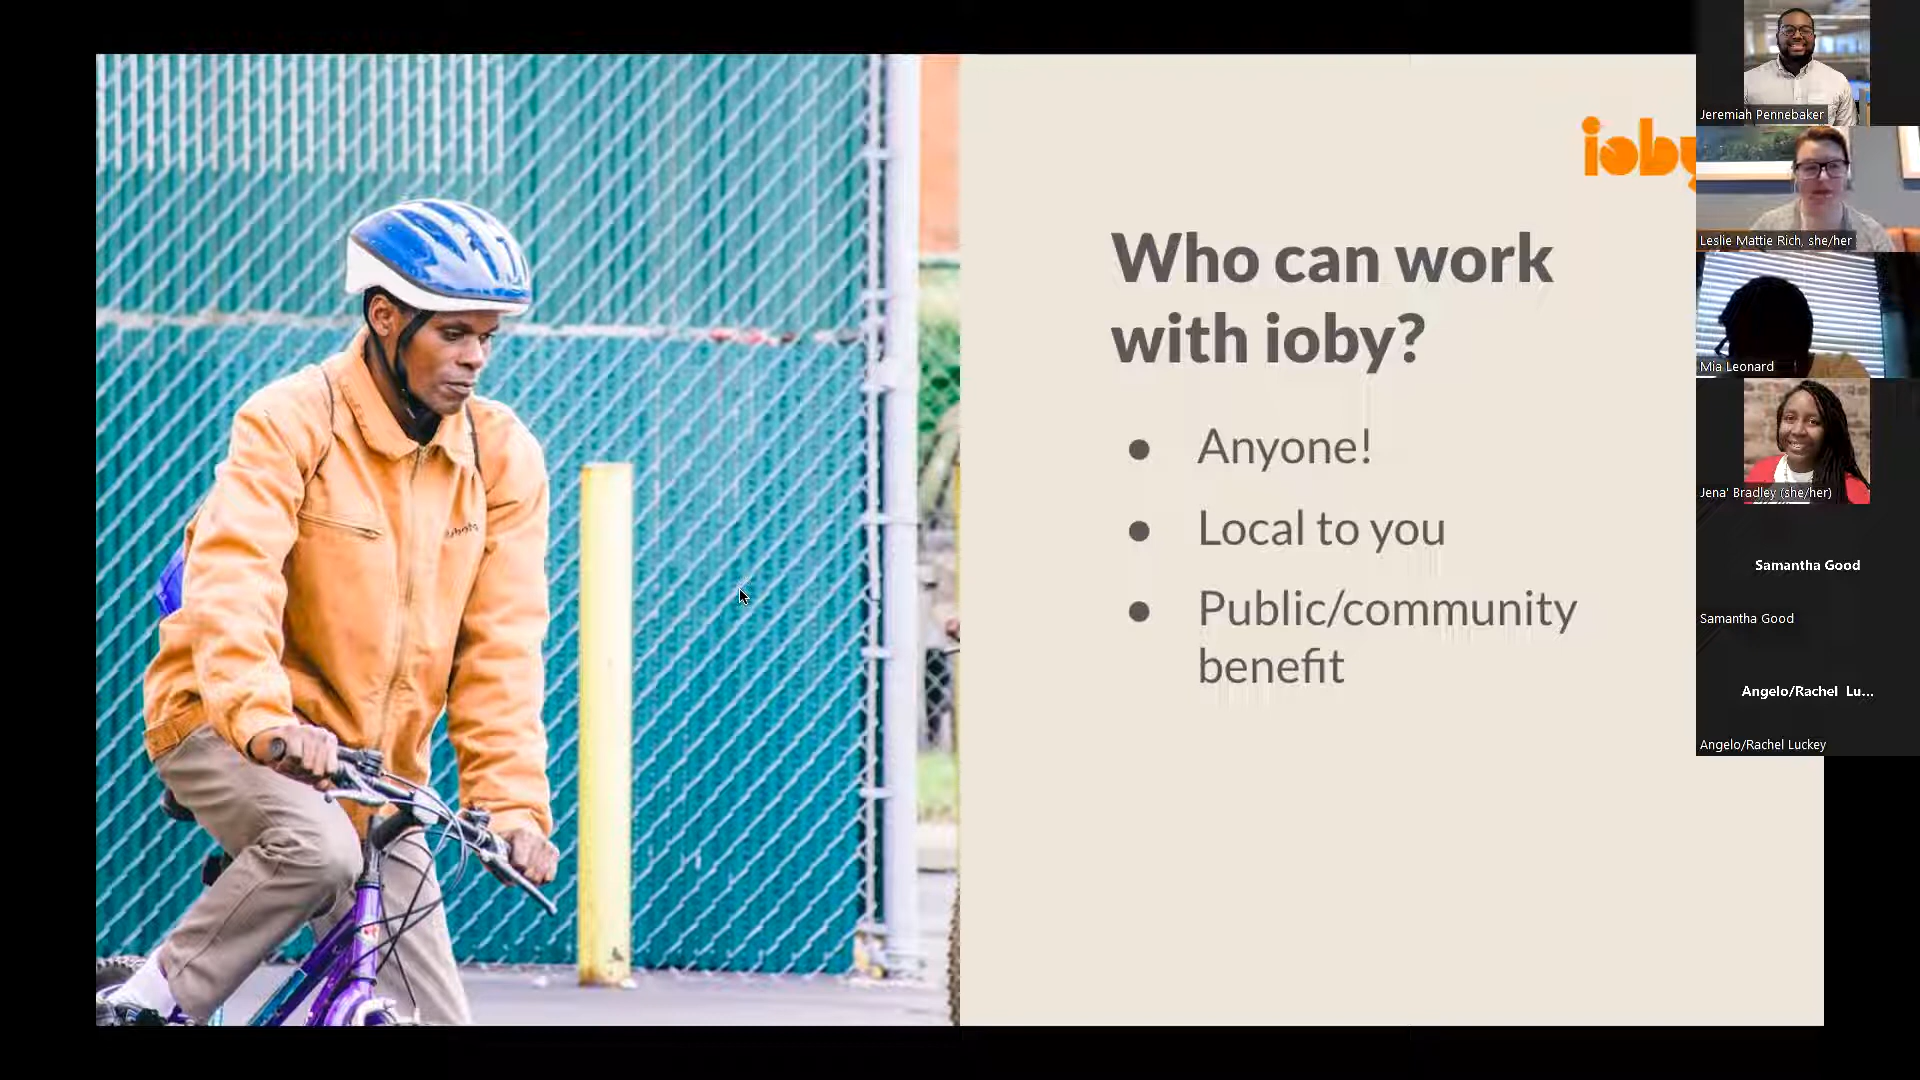 ioby
Who can work
with ioby?
● Anyone!
● Local to you
● Public/community
benefit
Jeremiah Pennebaker
Leslie Mattie Rich, she/her
Mia Leonard
Jena' Bradley (she/her)
Samantha Good
Samantha Good
Angelo/Rachel Lu...
Angelo/Rachel Luckey